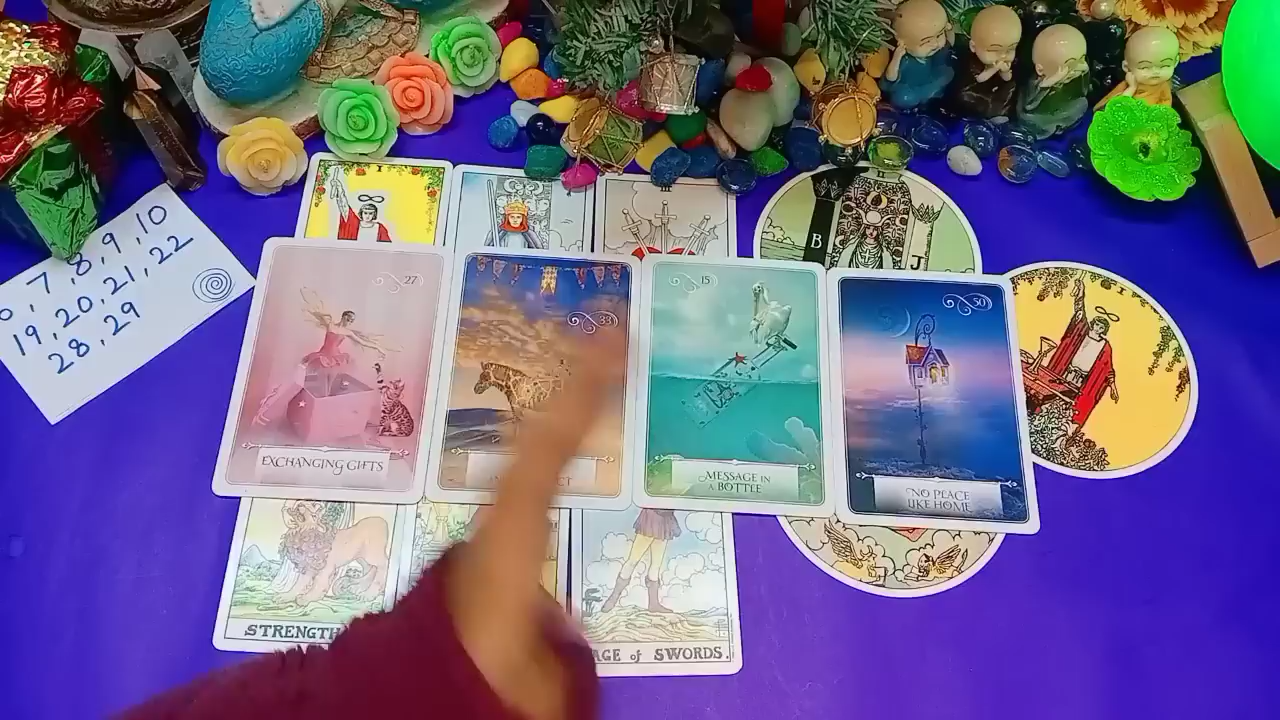 7, 8, 9, 10
19, 20, 21, 22
28, 29
I
III
B
J
I
27
33
15
50
EXCHANGING GIFTS
MESSAGE IN
A BOTTLE
NO PLACE
LIKE HOME
STRENGTH
AGE of SWORDS.